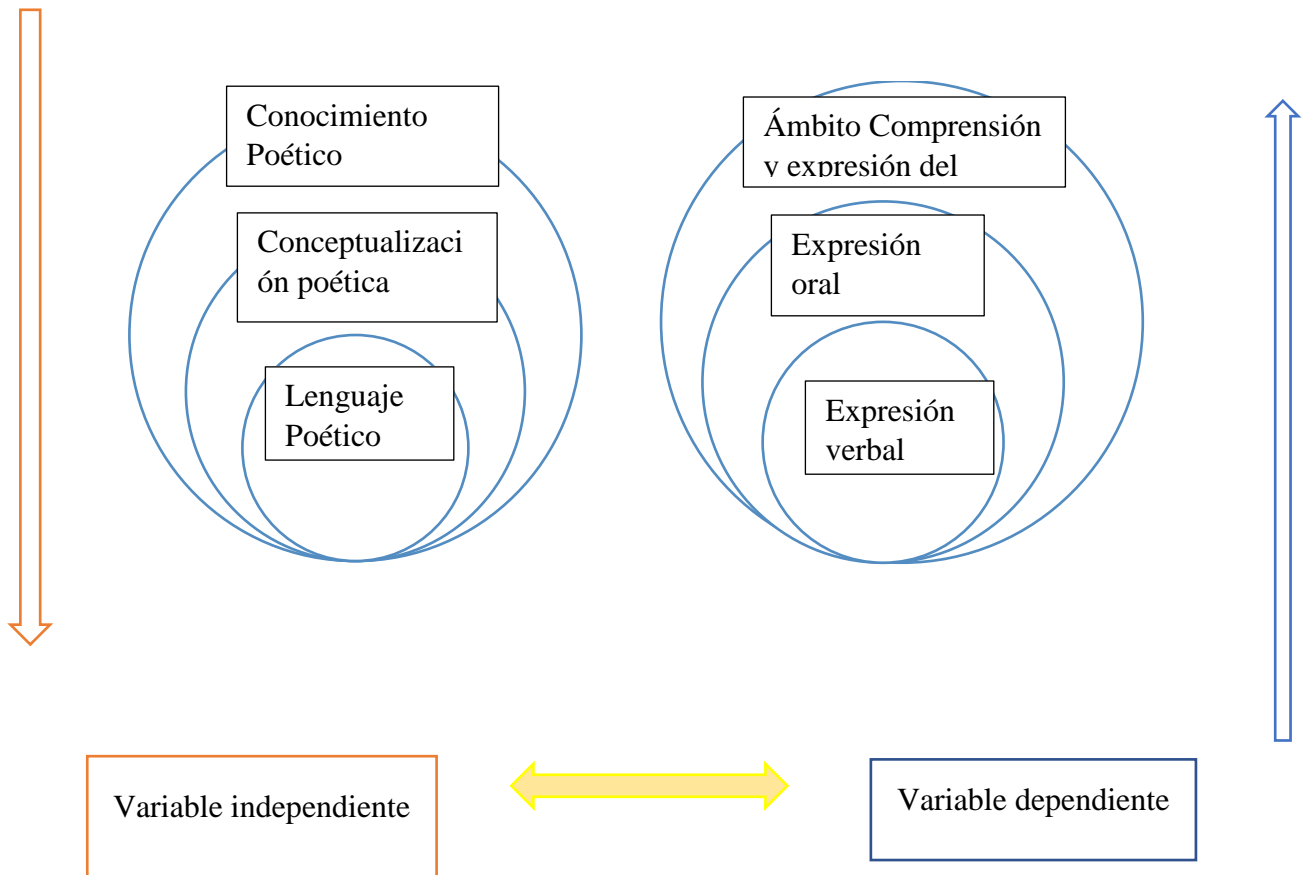 Conocimiento
Poético
Conceptualizaci
ón poética
Lenguaje
Poético
Ámbito Comprensión
y expresión del
Expresión
oral
Expresión
verbal
Variable independiente
Variable dependiente